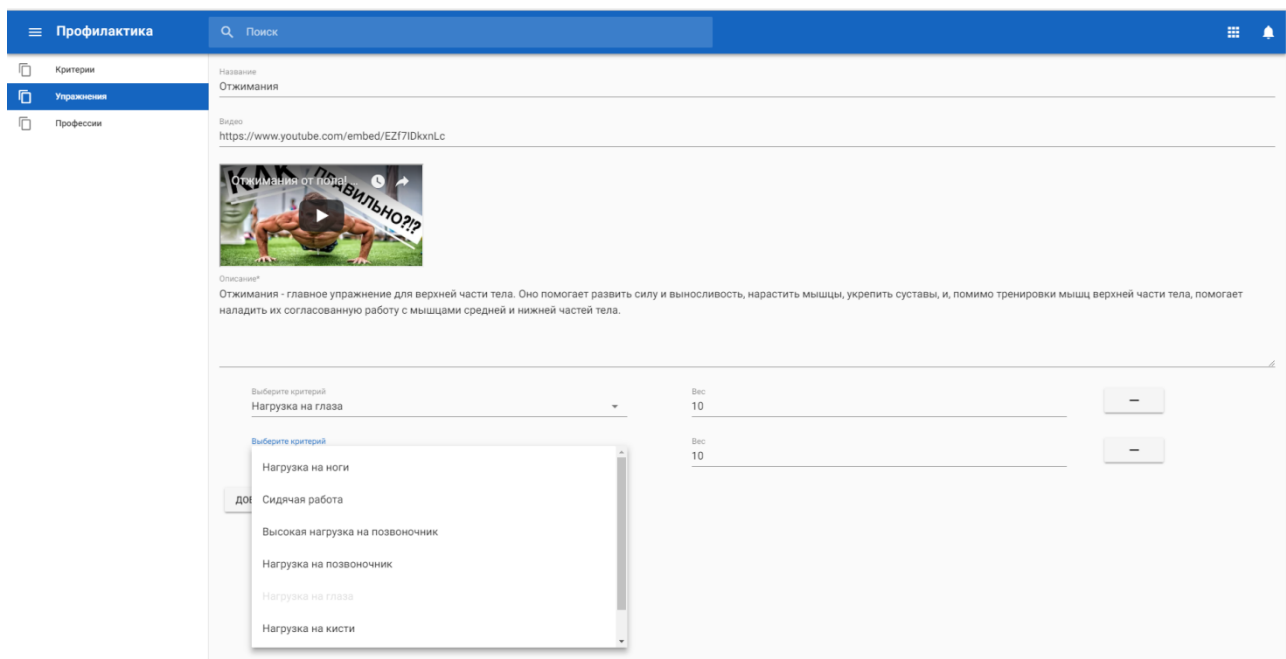 Профилактика
Поиск
Критерии
Упражнения
Профессии
Название
Отжимания
Видео
https://www.youtube.com/embed/EZf7IDkxnLc
Отжимания от пола!
КАК ПРАВИЛЬНО?!?
Описание*
Отжимания - главное упражнение для верхней части тела. Оно помогает развить силу и выносливость, нарастить мышцы, укрепить суставы, и, помимо тренировки мышц верхней части тела, помогает
наладить их согласованную работу с мышцами средней и нижней частей тела.
Выберите критерий
Нагрузка на глаза
Вес
10
Выберите критерий
Вес
10
Нагрузка на ноги
Сидячая работа
Высокая нагрузка на позвоночник
Нагрузка на позвоночник
Нагрузка на глаза
Нагрузка на кисти